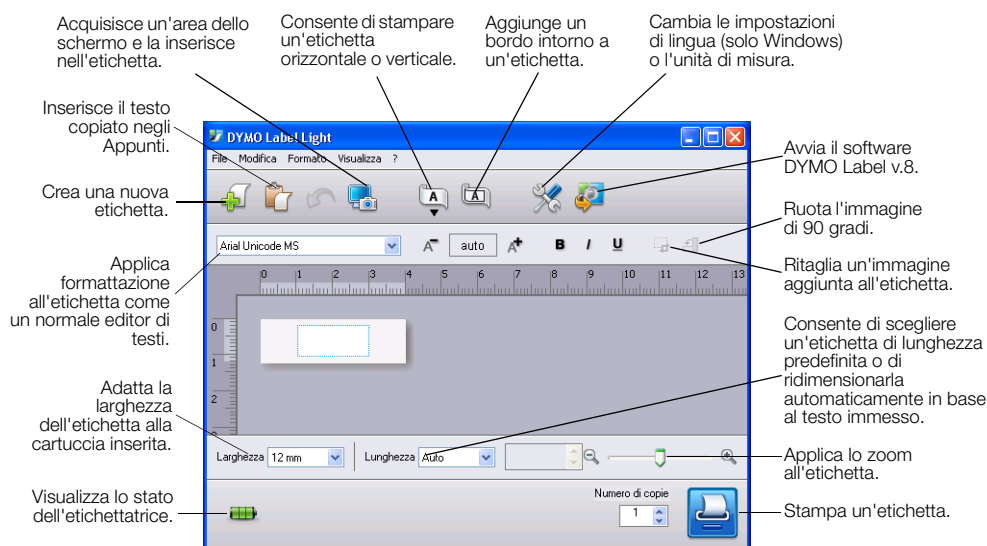 Acquisisce un'area dello
schermo e la inserisce
nell'etichetta.
Consente di stampare
un'etichetta
orizzontale o verticale.
Aggiunge un
bordo intorno a
un'etichetta.
Cambia le impostazioni
di lingua (solo Windows)
o l'unità di misura.
Inserisce il testo
copiato negli
Appunti.
Crea una nuova
etichetta.
Applica
formattazione
all'etichetta come
un normale editor di
testi.
Adatta la
larghezza
dell'etichetta alla
cartuccia inserita.
Visualizza lo stato
dell'etichettatrice.
DYMO Label Light
File Modifica Formato Visualizza ?
A A
Arial Unicode MS A- auto A+ B I U
0 1 2 3 4 5 6 7 8 9 10 11 12 13
0
1
2
Larghezza 12 mm Lunghezza Auto
Numero di copie
1
Avvia il software
DYMO Label v.8.
Ruota l'immagine
di 90 gradi.
Ritaglia un'immagine
aggiunta all'etichetta.
Consente di scegliere
un'etichetta di lunghezza
predefinita o di
ridimensionarla
automaticamente in base
al testo immesso.
Applica lo zoom
all'etichetta.
Stampa un'etichetta.